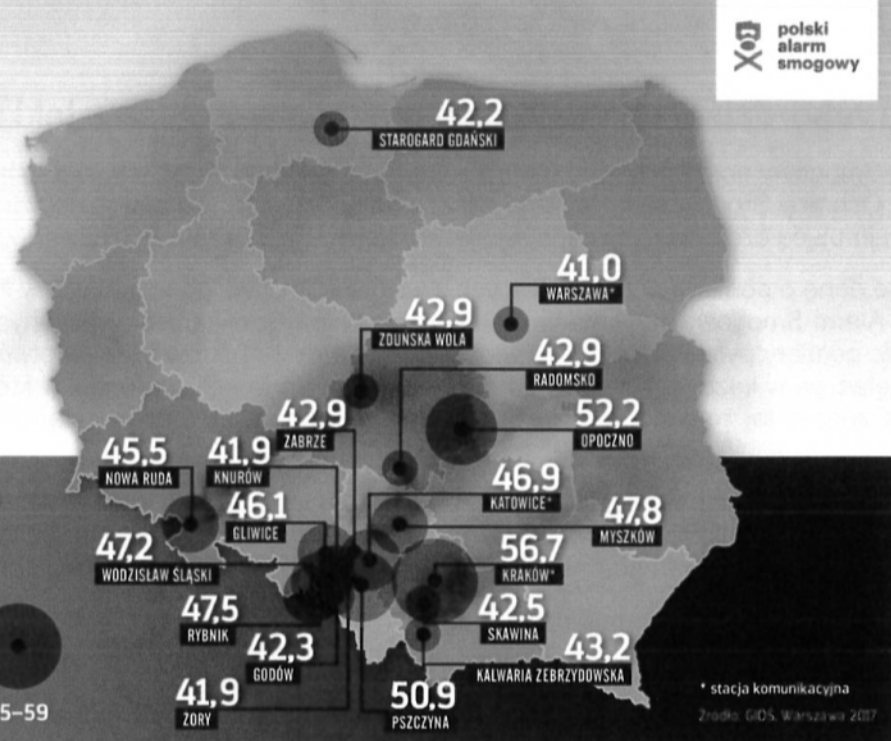 polski
alarm
smogowy
42,2
STAROGARD GDAŃSKI
41,0
WARSZAWA*
42,9
ZDUŃSKA WOLA
42,9
RADOMSKO
42,9
ZABRZE
52,2
OPOCZNO
45,5
NOWA RUDA
41,9
KNURÓW
46,9
KATOWICE*
46,1
GLIWICE
47,8
MYSZKÓW
47,2
WODZISŁAW ŚLĄSKI
56,7
KRAKÓW*
47,5
RYBNIK
42,5
SKAWINA
42,3
GODÓW
43,2
KALWARIA ZEBRZYDOWSKA
41,9
ŻORY
50,9
PSZCZYNA
5–59
* stacja komunikacyjna
Źródło: GIOŚ, Warszawa 2017